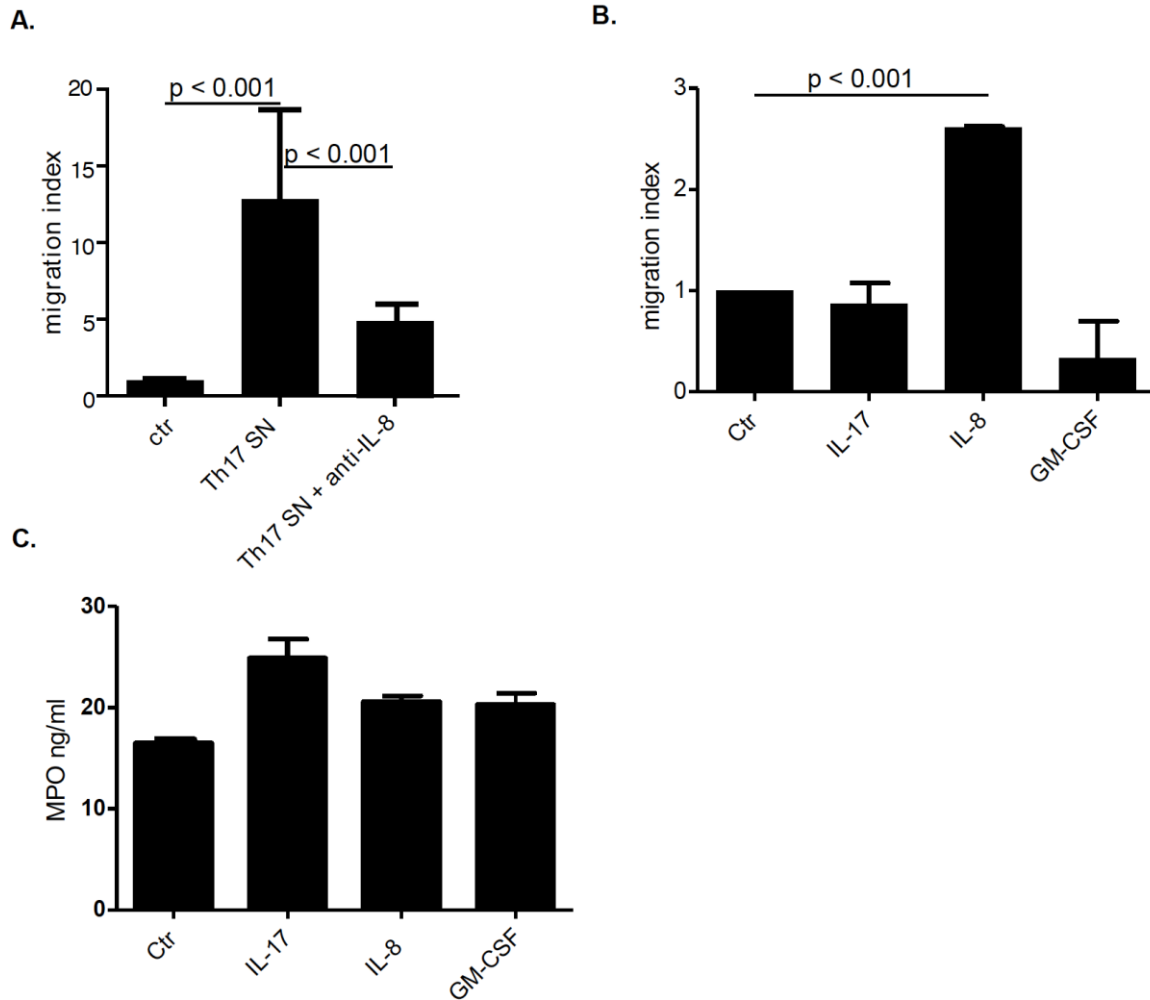 A.
migration index
20
15
10
5
0
p < 0.001
p < 0.001
ctr
Th17 SN
Th17 SN + anti-IL-8
B.
migration index
3
2
1
0
p < 0.001
Ctr
IL-17
IL-8
GM-CSF
C.
MPO ng/ml
30
20
10
0
Ctr
IL-17
IL-8
GM-CSF